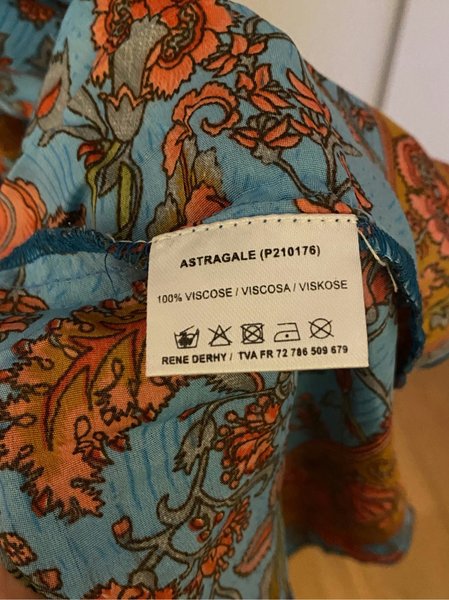 ASTRAGALE (P210176)
100% VISCOSE / VISCOSA / VISKOSE
RENE DERHY / TVA FR 72 786 509 679